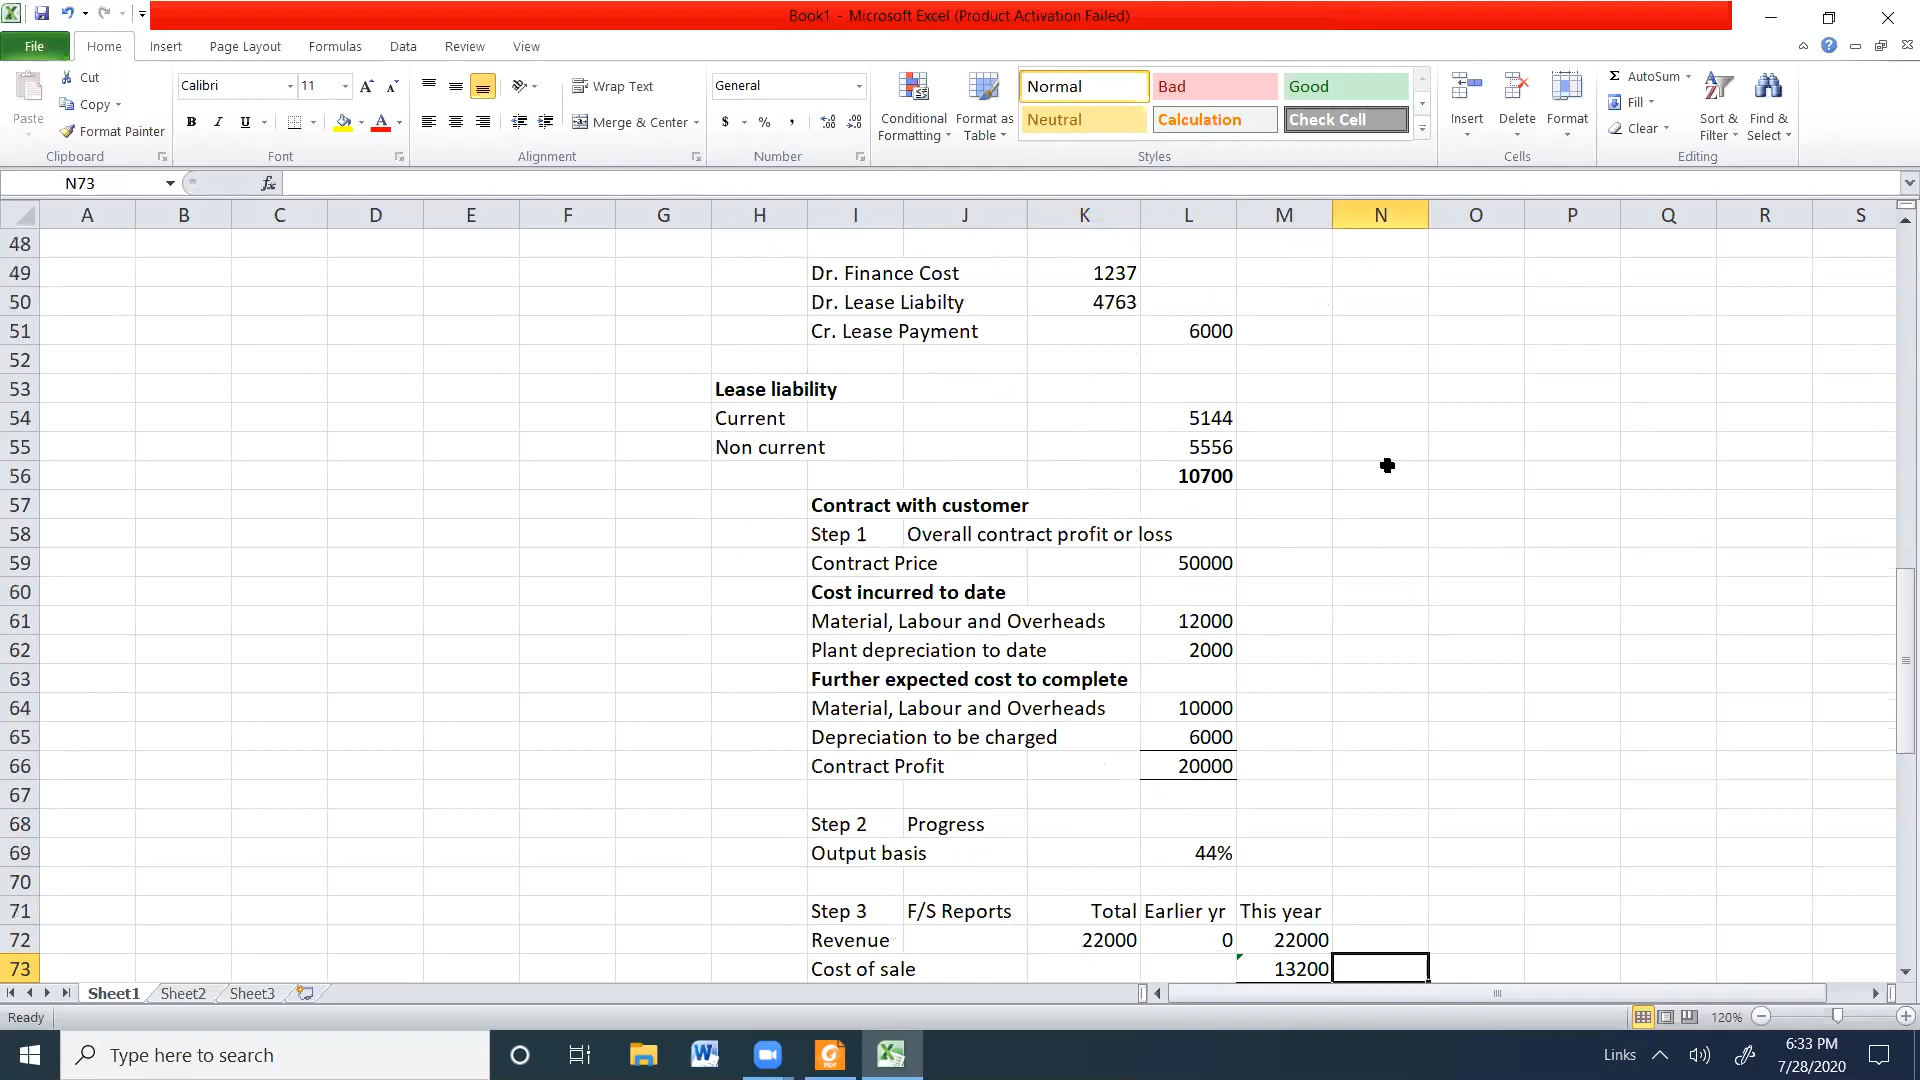 Book1 - Microsoft Excel (Product Activation Failed)
File Home Insert Page Layout Formulas Data Review View
Paste
Cut
Copy
Format Painter
Clipboard
Calibri 11
B I U
Font
Wrap Text
Merge & Center
Alignment
General
$ % ,
Number
Conditional Formatting
Format as Table
Normal Bad Good
Neutral Calculation Check Cell
Styles
Insert Delete Format
Cells
Σ AutoSum
Fill
Clear
Sort & Filter
Find & Select
Editing
N73 fx
A B C D E F G H I J K L M N O P Q R S
48
49 Dr. Finance Cost 1237
50 Dr. Lease Liabilty 4763
51 Cr. Lease Payment 6000
52
53 Lease liability
54 Current 5144
55 Non current 5556
56 10700
57 Contract with customer
58 Step 1 Overall contract profit or loss
59 Contract Price 50000
60 Cost incurred to date
61 Material, Labour and Overheads 12000
62 Plant depreciation to date 2000
63 Further expected cost to complete
64 Material, Labour and Overheads 10000
65 Depreciation to be charged 6000
66 Contract Profit 20000
67
68 Step 2 Progress
69 Output basis 44%
70
71 Step 3 F/S Reports Total Earlier yr This year
72 Revenue 22000 0 22000
73 Cost of sale 13200
Sheet1 Sheet2 Sheet3
Ready 120%
Type here to search
Links
6:33 PM
7/28/2020